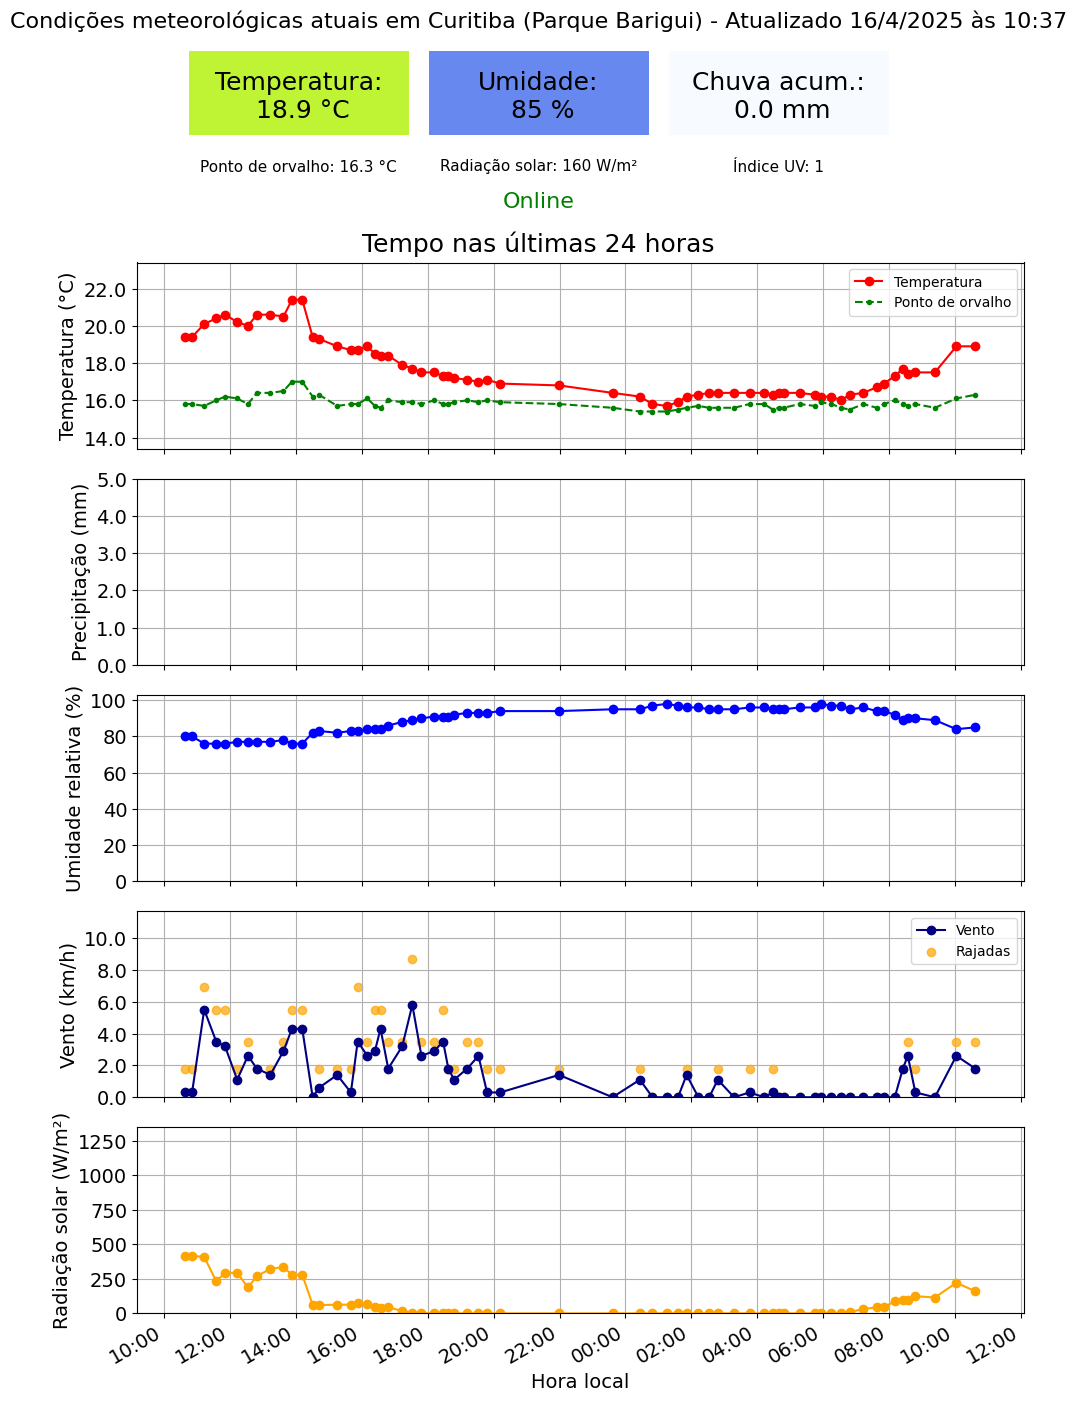 Condições meteorológicas atuais em Curitiba (Parque Barigui) - Atualizado 16/4/2025 às 10:37
Temperatura:
18.9 °C
Umidade:
85 %
Chuva acum.:
0.0 mm
Ponto de orvalho: 16.3 °C
Radiação solar: 160 W/m²
Índice UV: 1
Online
Tempo nas últimas 24 horas
Temperatura (°C)
22.0
20.0
18.0
16.0
14.0
Temperatura
Ponto de orvalho
Precipitação (mm)
5.0
4.0
3.0
2.0
1.0
0.0
Umidade relativa (%)
100
80
60
40
20
0
Vento (km/h)
10.0
8.0
6.0
4.0
2.0
0.0
Vento
Rajadas
Radiação solar (W/m²)
1250
1000
750
500
250
0
10:00
12:00
14:00
16:00
18:00
20:00
22:00
00:00
02:00
04:00
06:00
08:00
10:00
12:00
Hora local